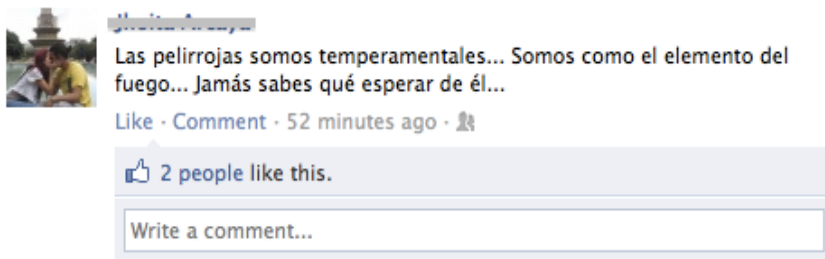 Las pelirrojas somos temperamentales... Somos como el elemento del
fuego... Jamás sabes qué esperar de él...
Like · Comment · 52 minutes ago ·
2 people like this.
Write a comment...